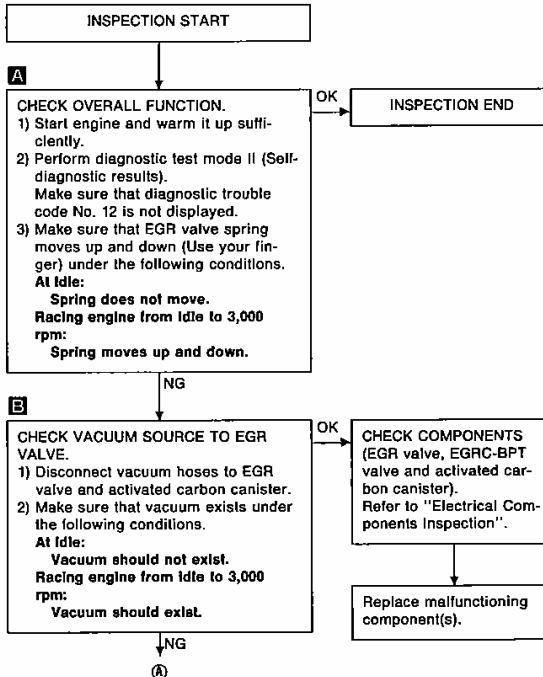 INSPECTION START
A
CHECK OVERALL FUNCTION.
1) Start engine and warm it up suffi-
ciently.
2) Perform diagnostic test mode II (Self-
diagnostic results).
Make sure that diagnostic trouble
code No. 12 is not displayed.
3) Make sure that EGR valve spring
moves up and down (Use your fin-
ger) under the following conditions.
At idle:
Spring does not move.
Racing engine from idle to 3,000
rpm:
Spring moves up and down.
OK
INSPECTION END
NG
B
CHECK VACUUM SOURCE TO EGR
VALVE.
1) Disconnect vacuum hoses to EGR
valve and activated carbon canister.
2) Make sure that vacuum exists under
the following conditions.
At idle:
Vacuum should not exist.
Racing engine from idle to 3,000
rpm:
Vacuum should exist.
OK
CHECK COMPONENTS
(EGR valve, EGRC-BPT
valve and activated car-
bon canister).
Refer to "Electrical Com-
ponents Inspection".
Replace malfunctioning
component(s).
NG
Ⓐ